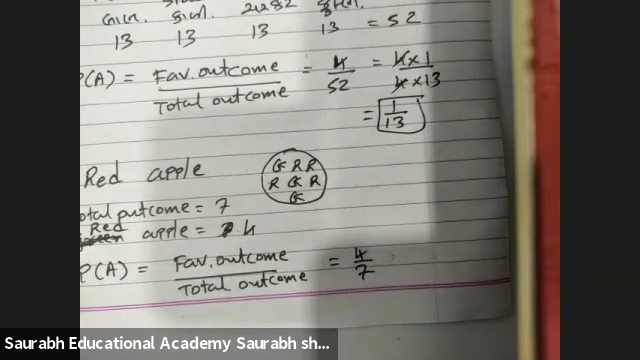 13 13 13 13 = 52
P(A) = Fav. outcome / Total outcome = 4/52 = 4×1/4×13
= 1/13
Red apple
G R R
R G R
G
Total outcome = 7
Red apple = 4
P(A) = Fav. outcome / Total outcome = 4/7
Saurabh Educational Academy Saurabh sh...